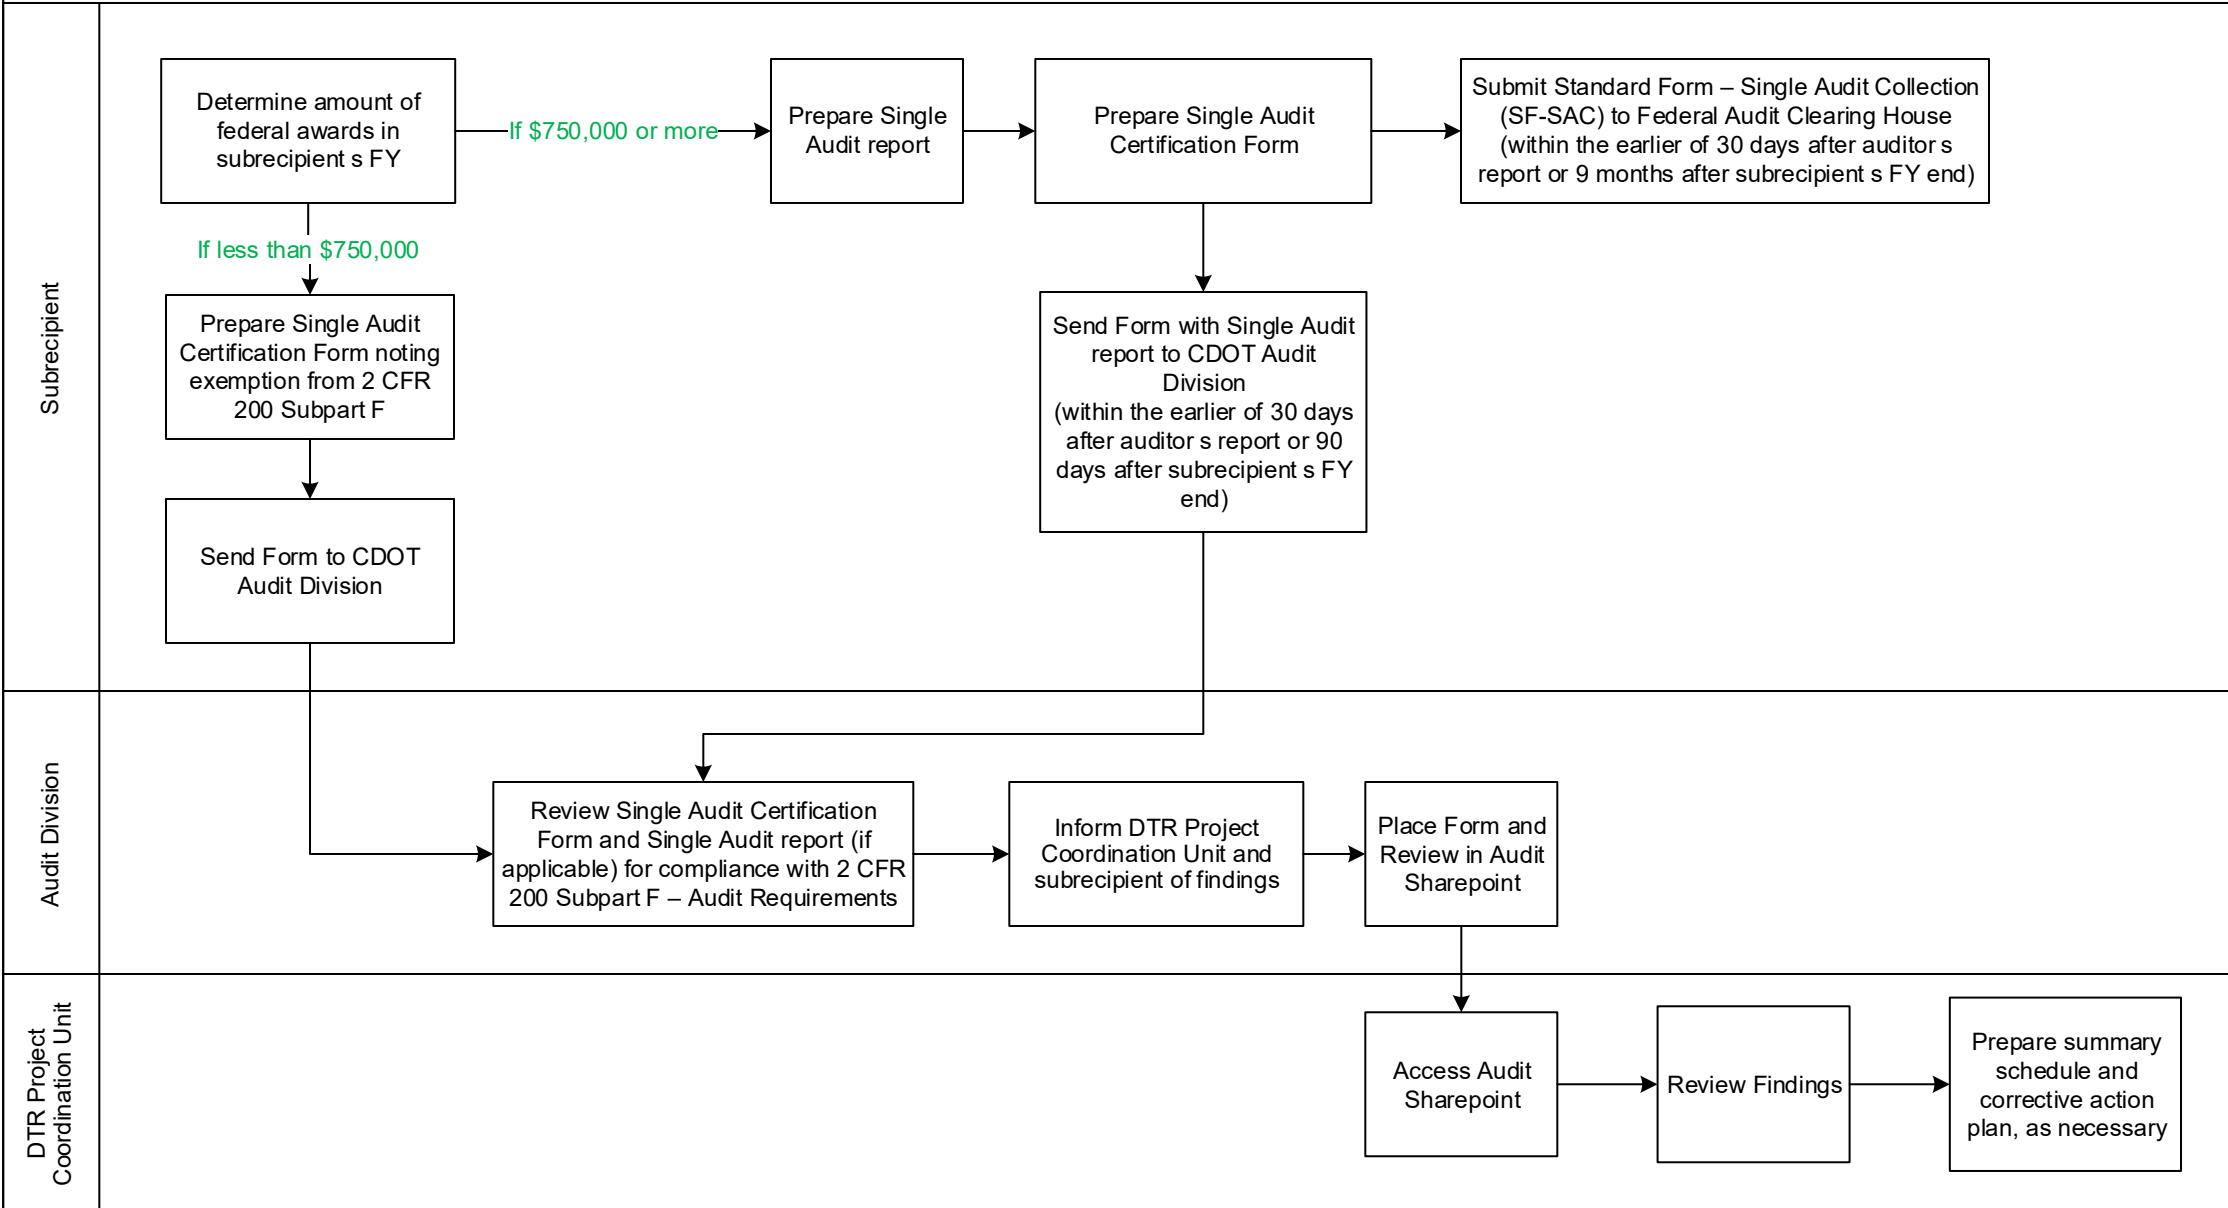 Subrecipient
Determine amount of
federal awards in
subrecipient s FY
If $750,000 or more
Prepare Single
Audit report
Prepare Single Audit
Certification Form
Submit Standard Form – Single Audit Collection
(SF-SAC) to Federal Audit Clearing House
(within the earlier of 30 days after auditor s
report or 9 months after subrecipient s FY end)
If less than $750,000
Prepare Single Audit
Certification Form noting
exemption from 2 CFR
200 Subpart F
Send Form to CDOT
Audit Division
Send Form with Single Audit
report to CDOT Audit
Division
(within the earlier of 30 days
after auditor s report or 90
days after subrecipient s FY
end)
Audit Division
Review Single Audit Certification
Form and Single Audit report (if
applicable) for compliance with 2 CFR
200 Subpart F – Audit Requirements
Inform DTR Project
Coordination Unit and
subrecipient of findings
Place Form and
Review in Audit
Sharepoint
DTR Project
Coordination Unit
Access Audit
Sharepoint
Review Findings
Prepare summary
schedule and
corrective action
plan, as necessary